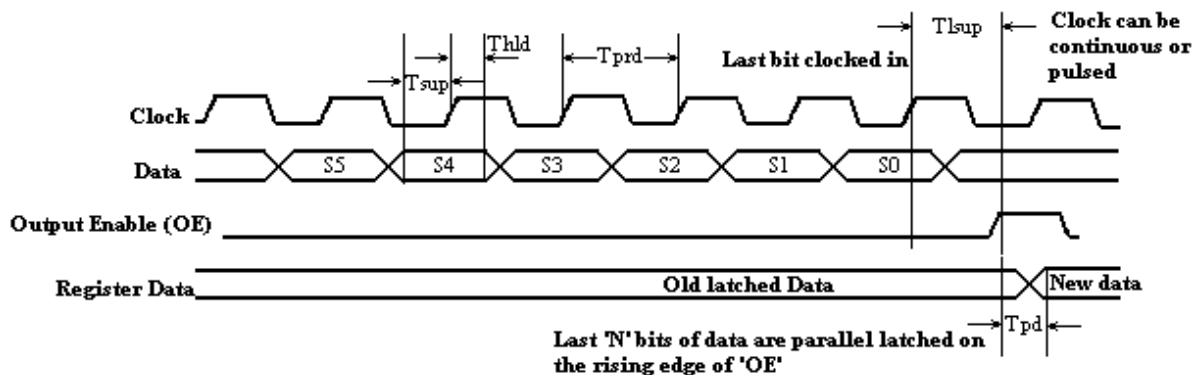 Tlsup
Clock can be
continuous or
pulsed
Thld
Tprd
Last bit clocked in
Tsup
Clock
Data
S5
S4
S3
S2
S1
S0
Output Enable (OE)
Register Data
Old latched Data
New data
Tpd
Last 'N' bits of data are parallel latched on
the rising edge of 'OE'